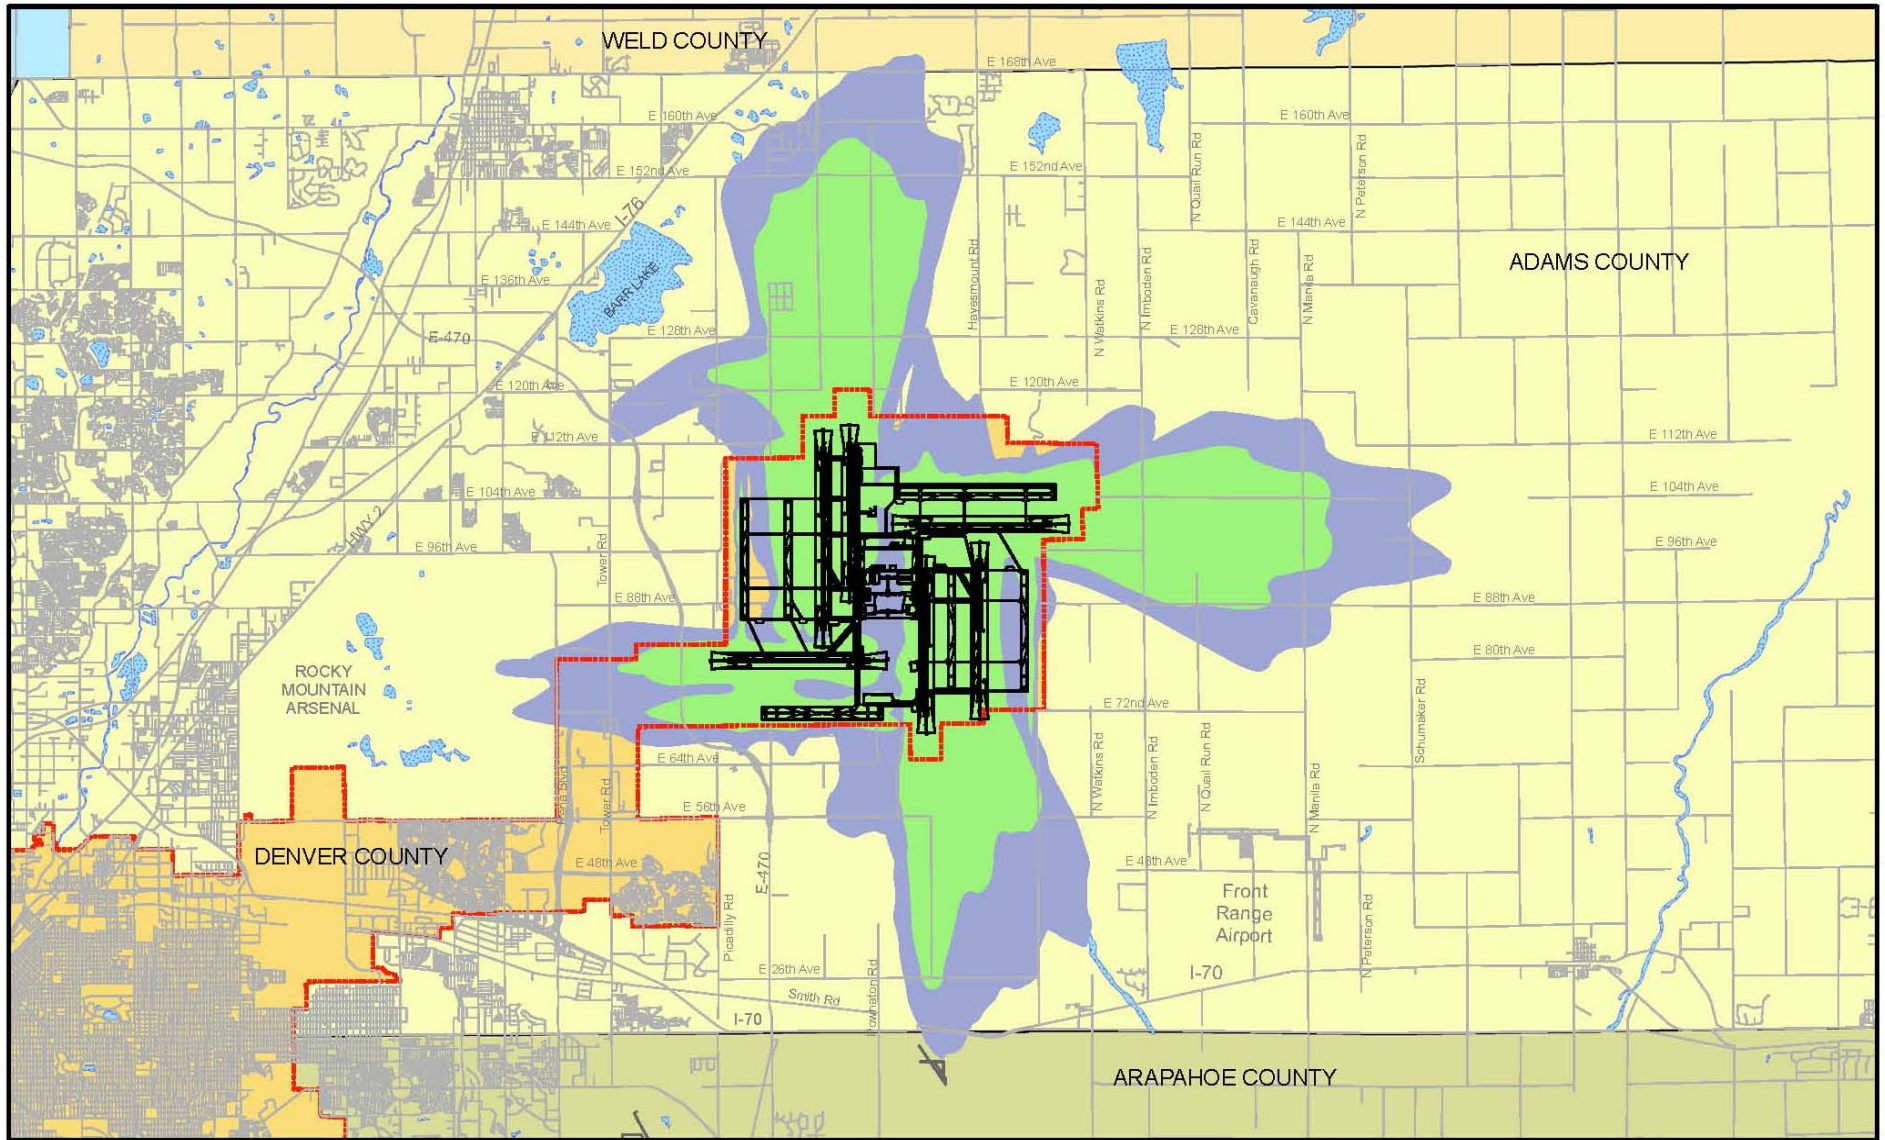 WELD COUNTY
E 168th Ave
E 160th Ave
E 160th Ave
E 152nd Ave
E 152nd Ave
N Quail Run Rd
N Peterson Rd
I-76
E 144th Ave
E 144th Ave
ADAMS COUNTY
E 136th Ave
BARR LAKE
Hayesmount Rd
N Watkins Rd
N Imboden Rd
Cavanaugh Rd
N Manila Rd
E-470
E 128th Ave
E 128th Ave
E 120th Ave
E 120th Ave
E 112th Ave
E 112th Ave
E 104th Ave
E 104th Ave
HWY 2
E 96th Ave
E 96th Ave
Tower Rd
E 88th Ave
E 88th Ave
E 80th Ave
ROCKY
MOUNTAIN
ARSENAL
E 72nd Ave
Schumaker Rd
E 64th Ave
N Watkins Rd
N Imboden Rd
N Quail Run Rd
N Manila Rd
Pena Blvd
Tower Rd
E 56th Ave
DENVER COUNTY
E 48th Ave
E-470
E 48th Ave
Front
Range
Airport
Picadilly Rd
N Peterson Rd
E 26th Ave
I-70
Smith Rd
Powhaton Rd
I-70
ARAPAHOE COUNTY